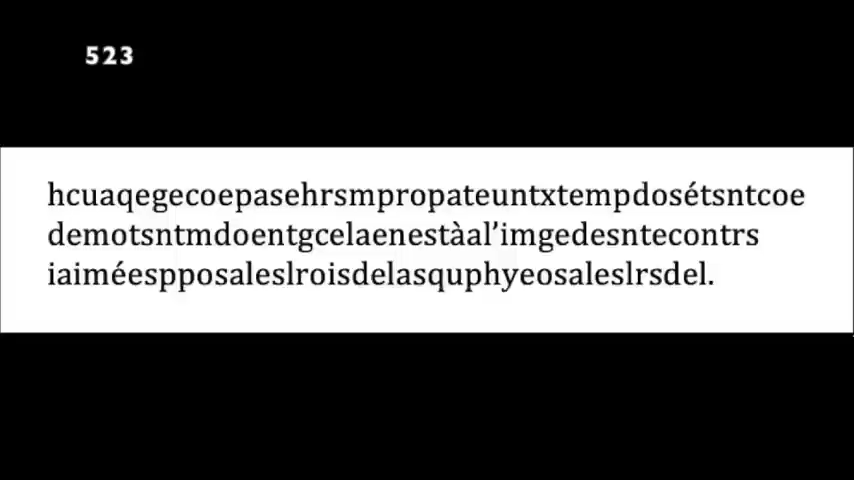 523
hcuaqegecoepasehrsmpropateuntxtempdosétsntcoe
demotsntmdoentgcelaenestàal’imgedesntecontrs
iaiméespposaleslroisdelasquphyeosaleslrsdel.